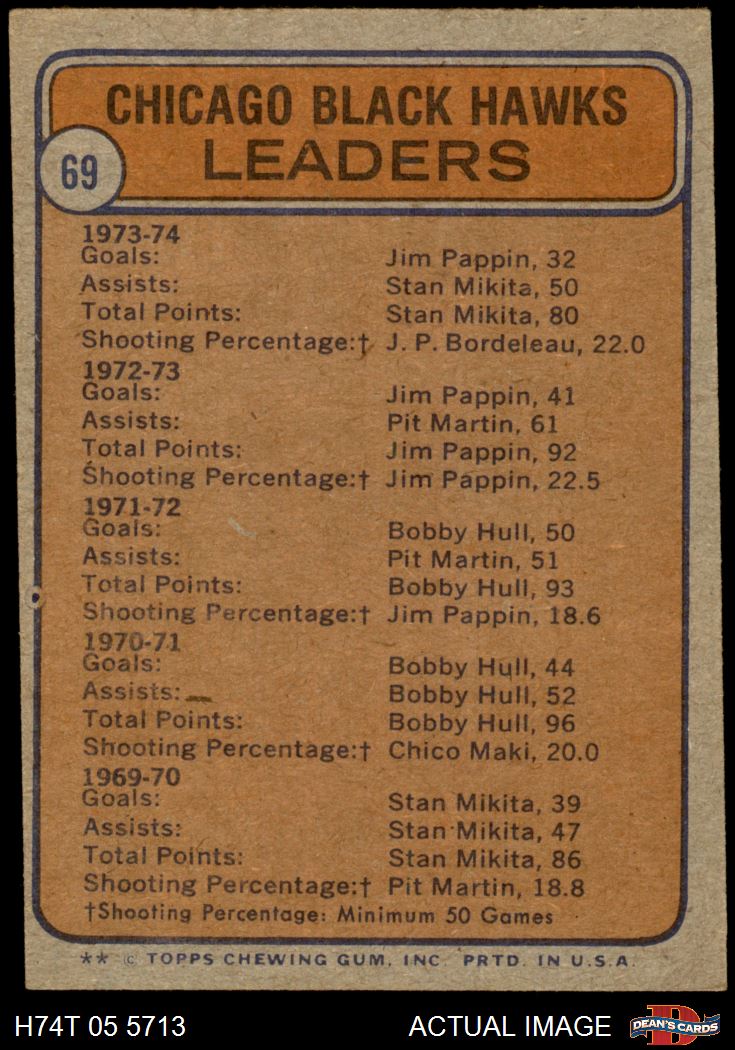 CHICAGO BLACK HAWKS
LEADERS
69
1973-74
Goals: Jim Pappin, 32
Assists: Stan Mikita, 50
Total Points: Stan Mikita, 80
Shooting Percentage:† J. P. Bordeleau, 22.0
1972-73
Goals: Jim Pappin, 41
Assists: Pit Martin, 61
Total Points: Jim Pappin, 92
Shooting Percentage:† Jim Pappin, 22.5
1971-72
Goals: Bobby Hull, 50
Assists: Pit Martin, 51
Total Points: Bobby Hull, 93
Shooting Percentage:† Jim Pappin, 18.6
1970-71
Goals: Bobby Hull, 44
Assists: Bobby Hull, 52
Total Points: Bobby Hull, 96
Shooting Percentage:† Chico Maki, 20.0
1969-70
Goals: Stan Mikita, 39
Assists: Stan Mikita, 47
Total Points: Stan Mikita, 86
Shooting Percentage:† Pit Martin, 18.8
†Shooting Percentage: Minimum 50 Games
** © TOPPS CHEWING GUM, INC. PRTD. IN U.S.A.
H74T 05 5713 ACTUAL IMAGE DEAN'S CARDS